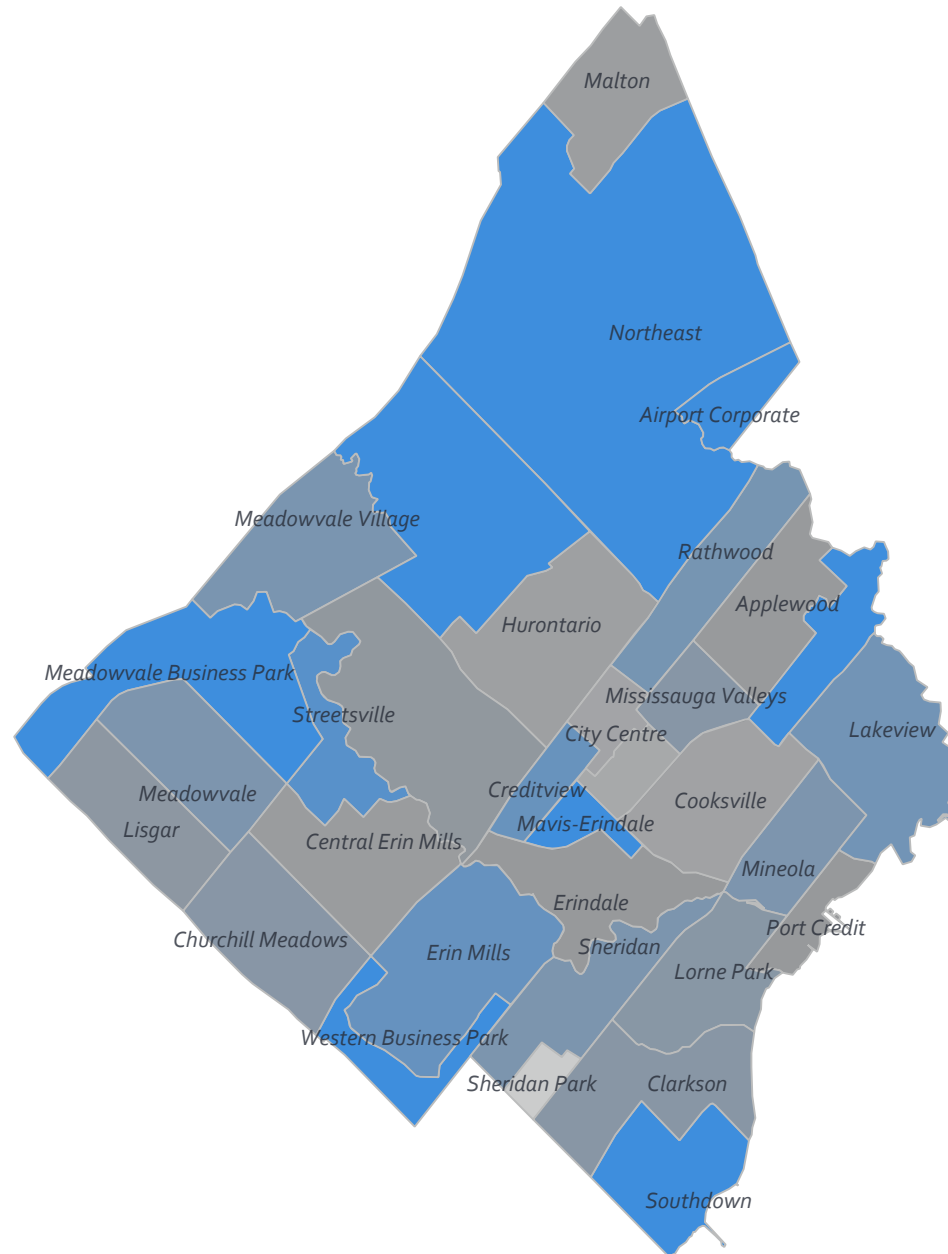 Malton
Northeast
Airport Corporate
Meadowvale Village
Rathwood
Applewood
Hurontario
Meadowvale Business Park
Mississauga Valleys
Streetsville
City Centre
Lakeview
Creditview
Meadowvale
Cooksville
Mavis-Erindale
Lisgar
Central Erin Mills
Mineola
Erindale
Port Credit
Churchill Meadows
Sheridan
Erin Mills
Lorne Park
Western Business Park
Sheridan Park
Clarkson
Southdown